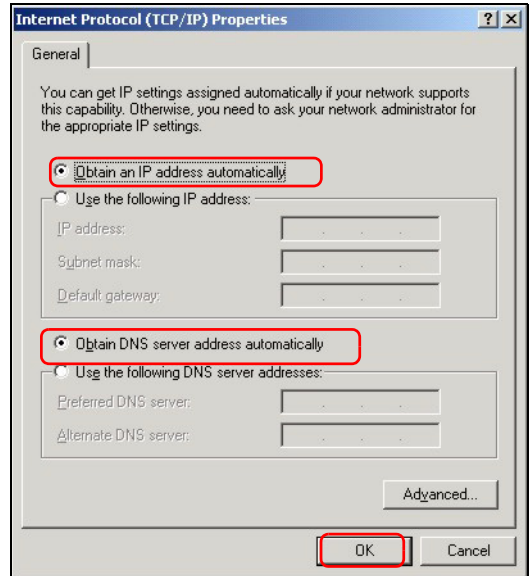 Internet Protocol (TCP/IP) Properties
General
You can get IP settings assigned automatically if your network supports
this capability. Otherwise, you need to ask your network administrator for
the appropriate IP settings.
Obtain an IP address automatically
Use the following IP address:
IP address:
Subnet mask:
Default gateway:
Obtain DNS server address automatically
Use the following DNS server addresses:
Preferred DNS server:
Alternate DNS server:
Advanced...
OK Cancel